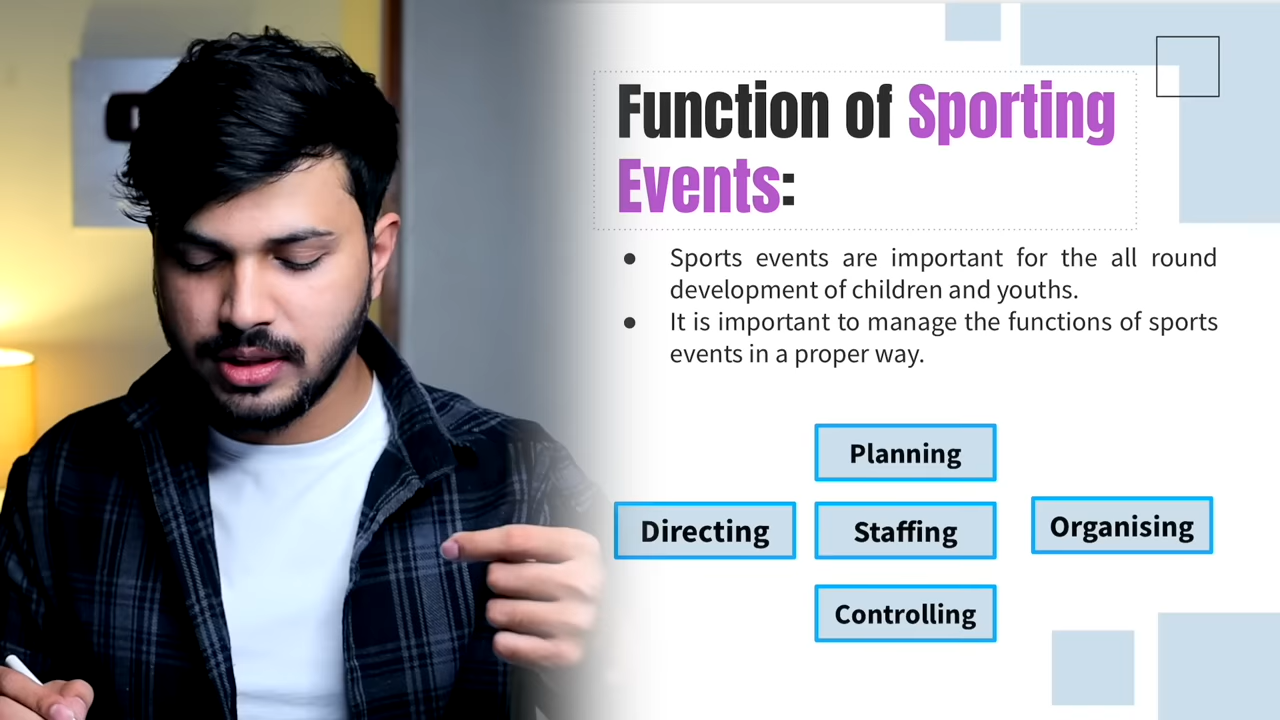 Function of Sporting
Events:
● Sports events are important for the all round
development of children and youths.
● It is important to manage the functions of sports
events in a proper way.
Planning
Directing
Staffing
Organising
Controlling